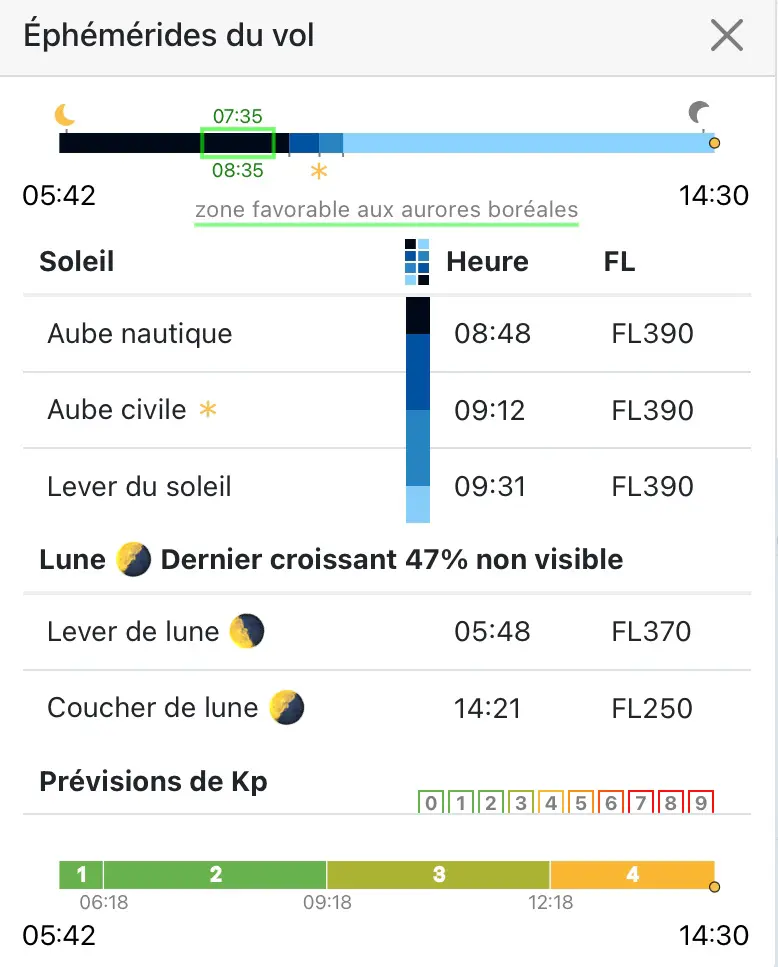 Éphémérides du vol
07:35
08:35
05:42 14:30
zone favorable aux aurores boréales
Soleil Heure FL
Aube nautique 08:48 FL390
Aube civile 09:12 FL390
Lever du soleil 09:31 FL390
Lune Dernier croissant 47% non visible
Lever de lune 05:48 FL370
Coucher de lune 14:21 FL250
Prévisions de Kp 0 1 2 3 4 5 6 7 8 9
1 2 3 4
06:18 09:18 12:18
05:42 14:30